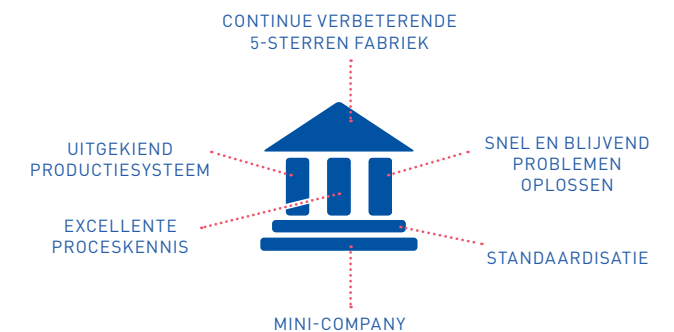 CONTINUE VERBETERENDE
5-STERREN FABRIEK
UITGEKIEND
PRODUCTIESYSTEEM
SNEL EN BLIJVEND
PROBLEMEN
OPLOSSEN
EXCELLENTE
PROCESKENNIS
STANDAARDISATIE
MINI-COMPANY